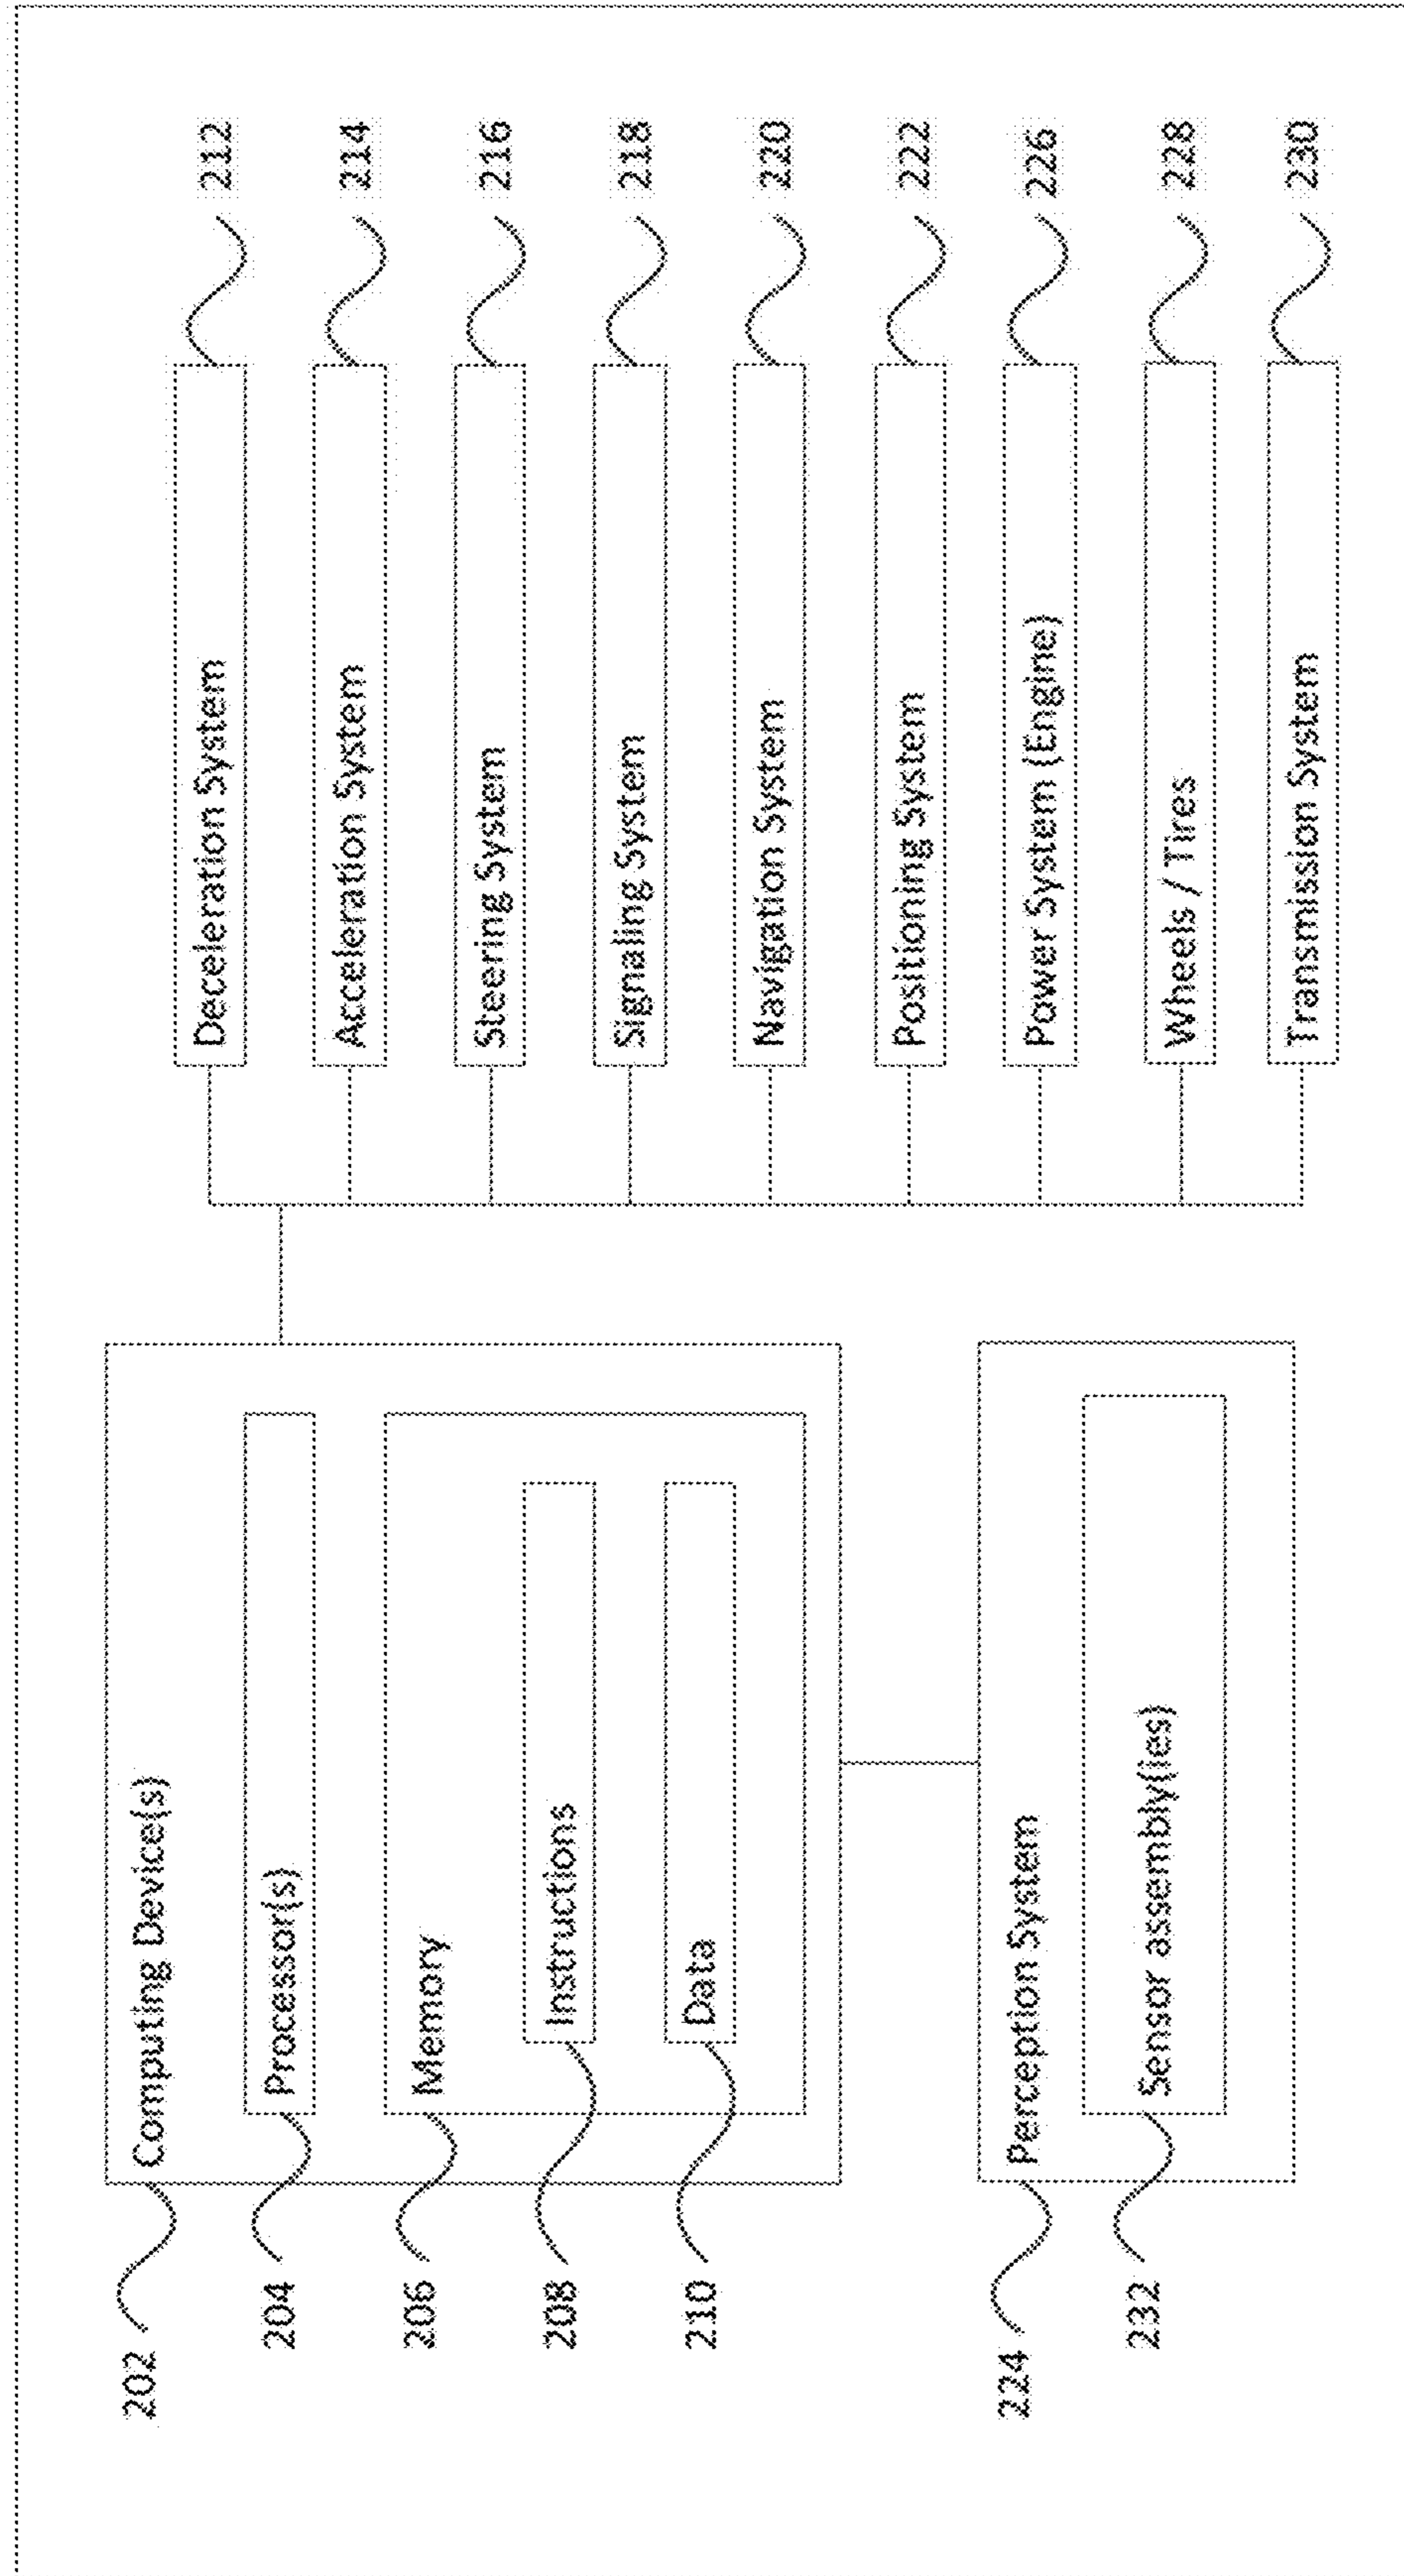 202
Computing Device(s)
204
Processor(s)
206
Memory
208
Instructions
210
Data
224
Perception System
232
Sensor assembly(ies)
Deceleration System
212
Acceleration System
214
Steering System
216
Signaling System
218
Navigation System
220
Positioning System
222
Power System (Engine)
226
Wheels / Tires
228
Transmission System
230